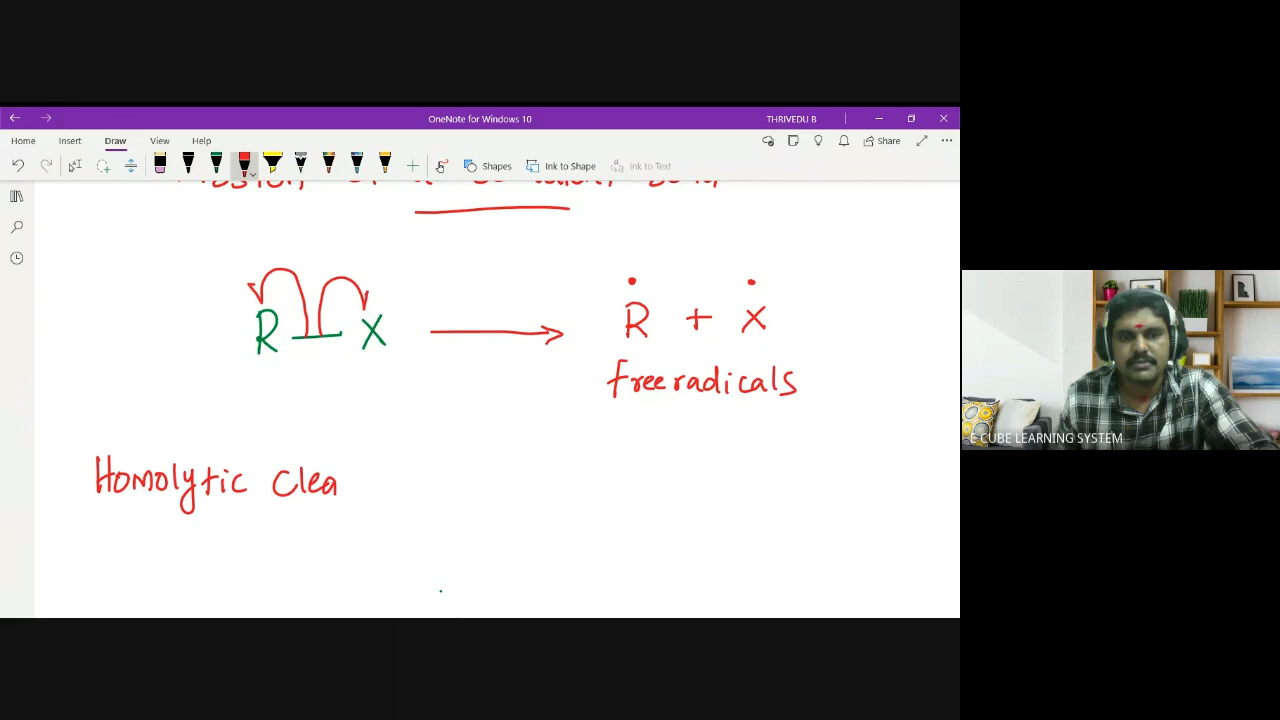 OneNote for Windows 10
THRIVEDU B
Home Insert Draw View Help
Share
Shapes Ink to Shape Ink to Text
bond
R — X → R + X
free radicals
Homolytic Clea
E CUBE LEARNING SYSTEM